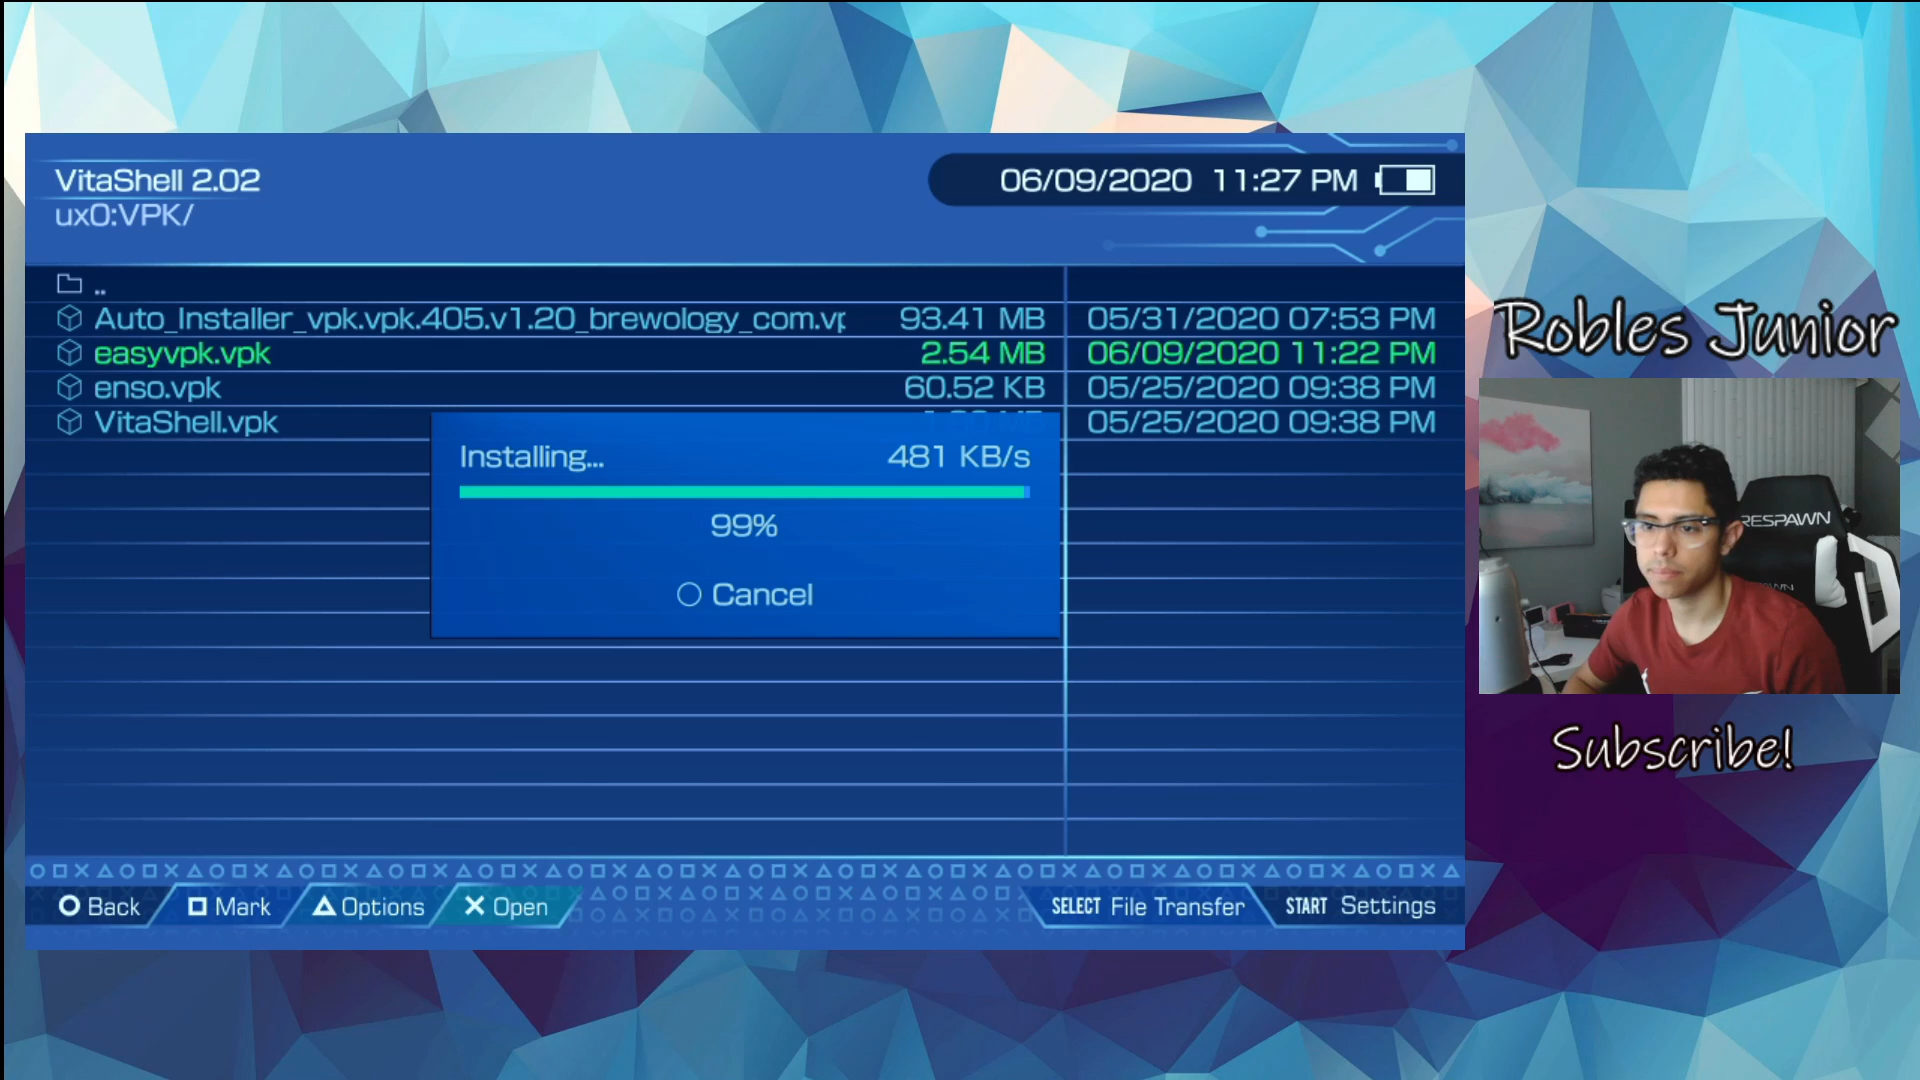 VitaShell 2.02
06/09/2020 11:27 PM
ux0:VPK/
..
Auto_Installer_vpk.vpk.405.v1.20_brewology_com.vp 93.41 MB 05/31/2020 07:53 PM
easyvpk.vpk 2.54 MB 06/09/2020 11:22 PM
enso.vpk 60.52 KB 05/25/2020 09:38 PM
VitaShell.vpk 05/25/2020 09:38 PM
Installing... 481 KB/s
99%
Cancel
Back Mark Options Open SELECT File Transfer START Settings
Robles Junior
RESPAWN
Subscribe!